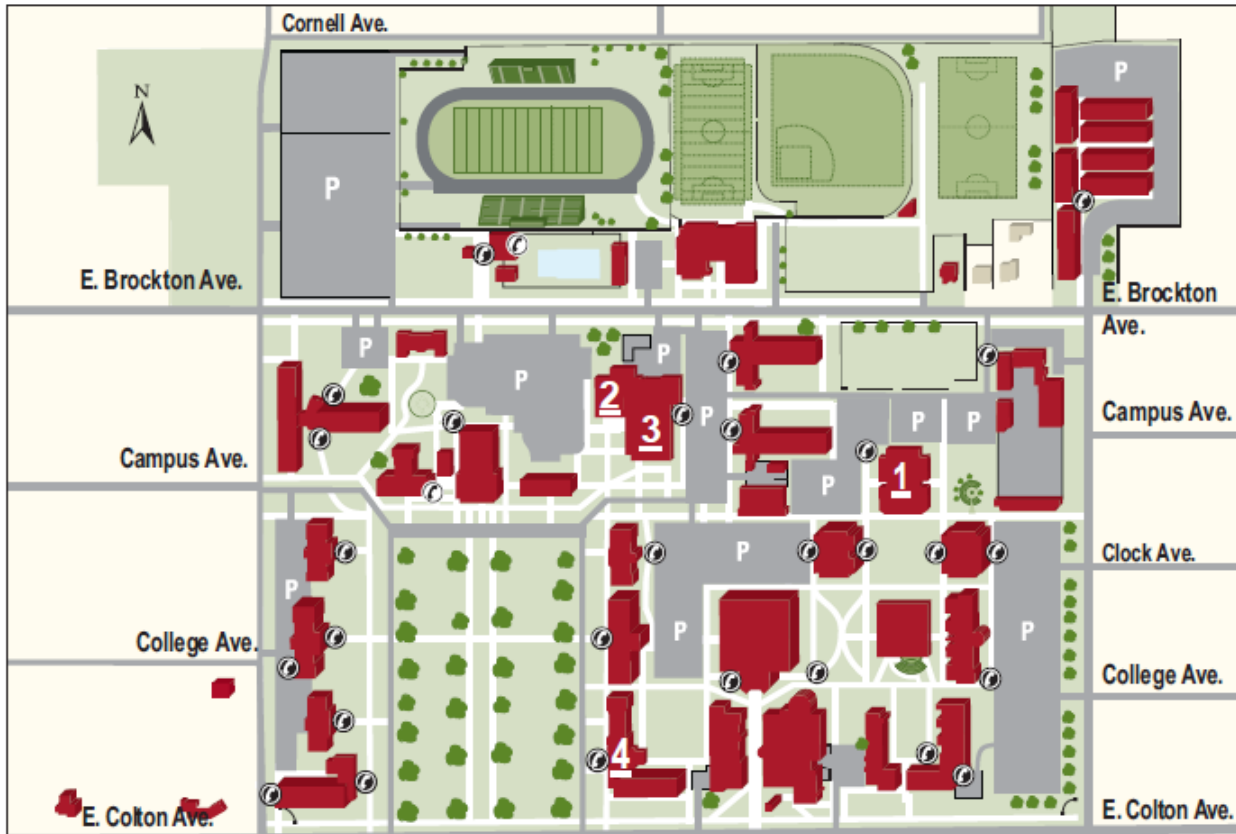 Cornell Ave.
P
N
P
E. Brockton Ave.
E. Brockton
Ave.
P
P
P
P
2
3
Campus Ave.
P
P
Campus Ave.
1
P
P
P
Clock Ave.
College Ave.
P
P
College Ave.
4
E. Colton Ave.
E. Colton Ave.